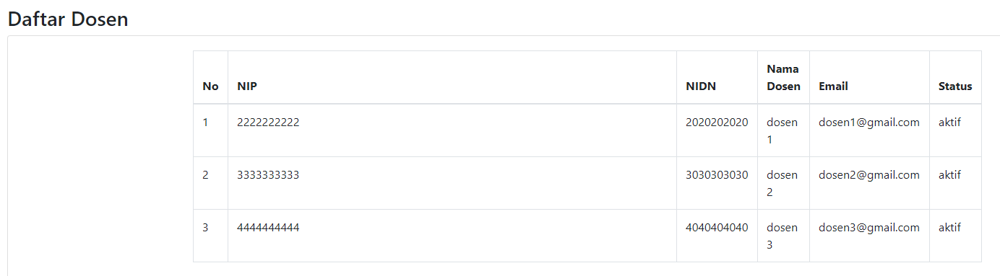 Daftar Dosen
No NIP NIDN Nama Dosen Email Status
1 2222222222 2020202020 dosen 1 dosen1@gmail.com aktif
2 3333333333 3030303030 dosen 2 dosen2@gmail.com aktif
3 4444444444 4040404040 dosen 3 dosen3@gmail.com aktif